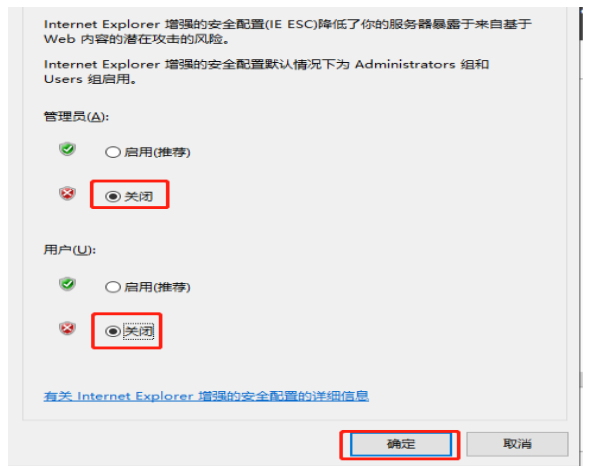 Internet Explorer 增强的安全配置(IE ESC)降低了你的服务器暴露于来自基于
Web 内容的潜在攻击的风险。
Internet Explorer 增强的安全配置默认情况下为 Administrators 组和
Users 组启用。
管理员(A):
启用(推荐)
关闭
用户(U):
启用(推荐)
关闭
有关 Internet Explorer 增强的安全配置的详细信息
确定 取消